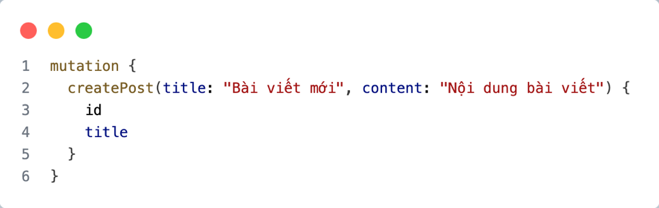 1 mutation {
2 createPost(title: "Bài viết mới", content: "Nội dung bài viết") {
3 id
4 title
5 }
6 }